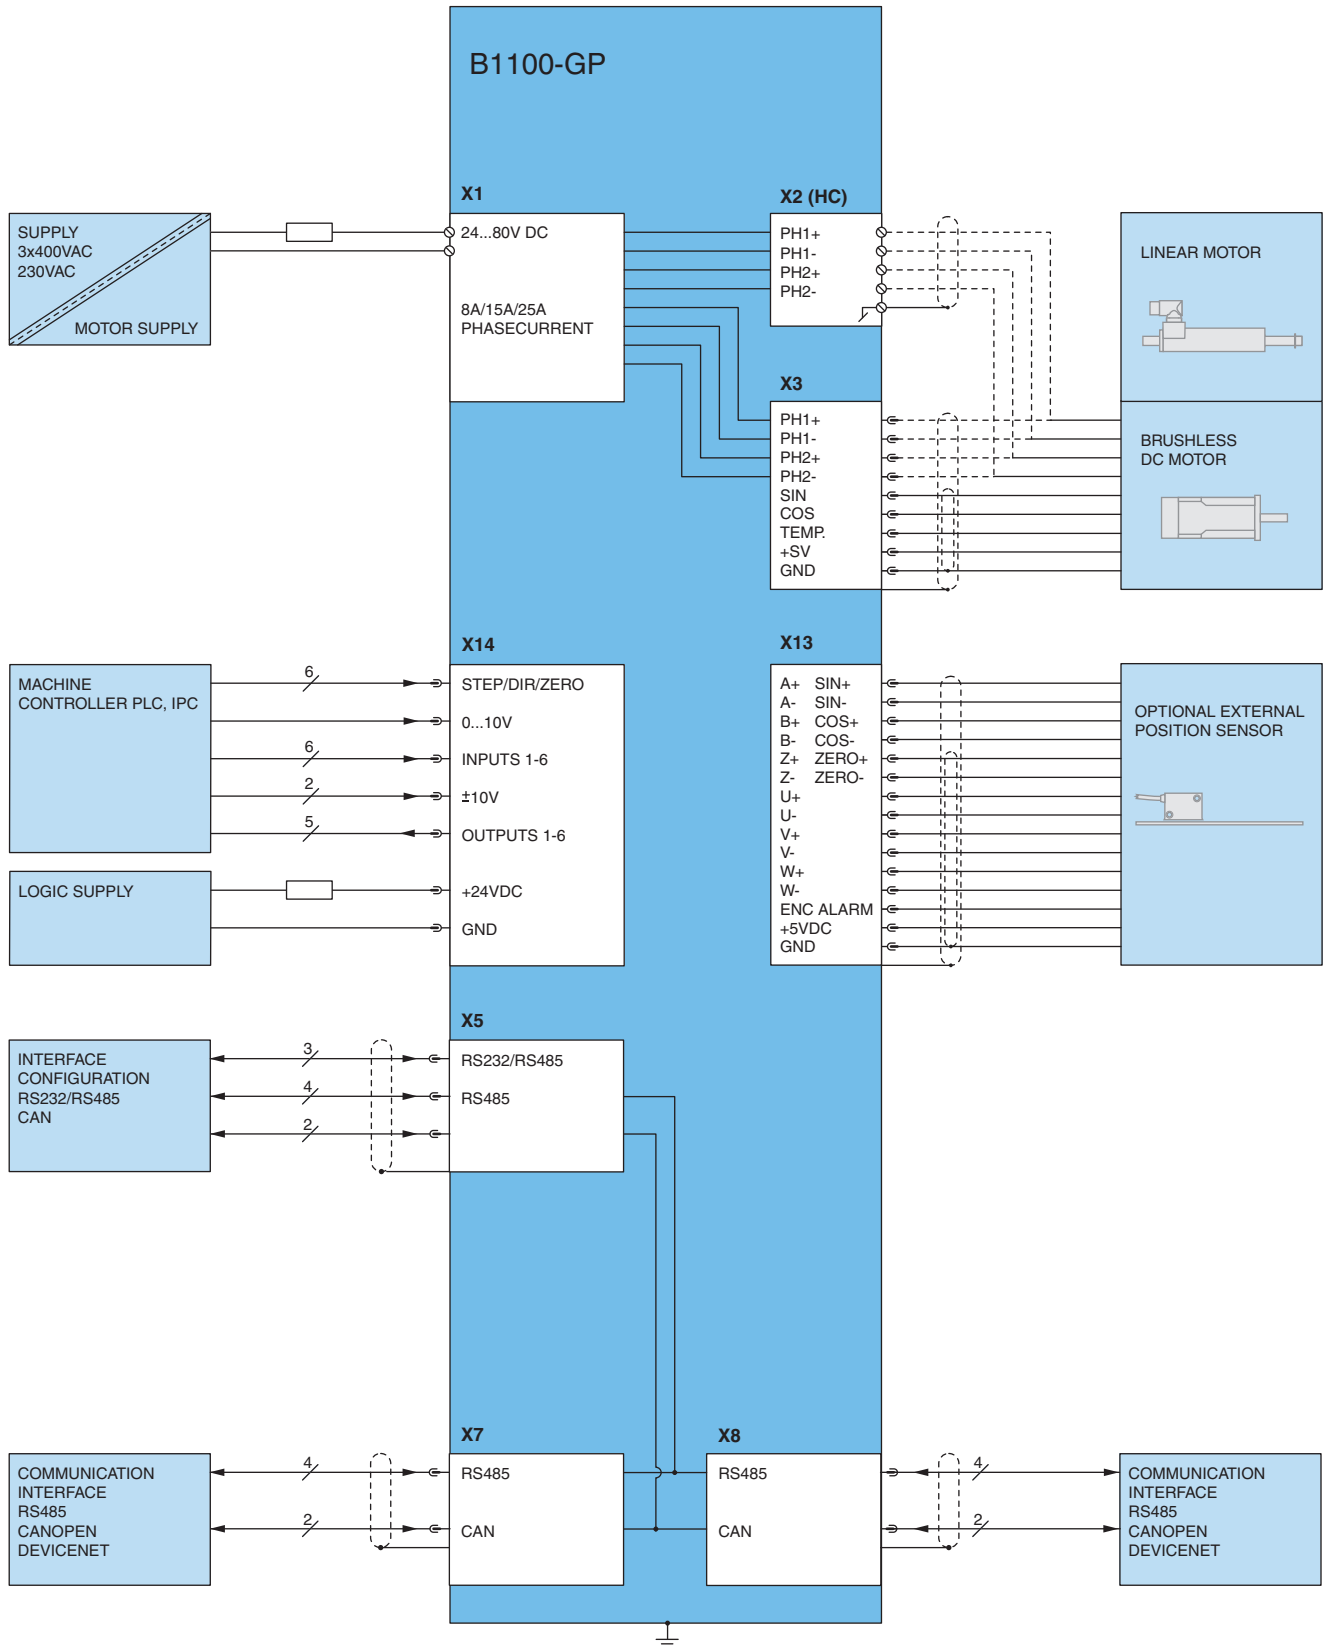 B1100-GP
X1
SUPPLY
3x400VAC
230VAC
MOTOR SUPPLY
24...80V DC
8A/15A/25A
PHASECURRENT
X2 (HC)
PH1+
PH1-
PH2+
PH2-
LINEAR MOTOR
X3
PH1+
PH1-
PH2+
PH2-
SIN
COS
TEMP.
+SV
GND
BRUSHLESS
DC MOTOR
X14
MACHINE
CONTROLLER PLC, IPC
6
6
2
5
STEP/DIR/ZERO
0...10V
INPUTS 1-6
±10V
OUTPUTS 1-6
LOGIC SUPPLY
+24VDC
GND
X13
A+ SIN+
A- SIN-
B+ COS+
B- COS-
Z+ ZERO+
Z- ZERO-
U+
U-
V+
V-
W+
W-
ENC ALARM
+5VDC
GND
OPTIONAL EXTERNAL
POSITION SENSOR
X5
INTERFACE
CONFIGURATION
RS232/RS485
CAN
3
4
2
RS232/RS485
RS485
X7
COMMUNICATION
INTERFACE
RS485
CANOPEN
DEVICENET
4
2
RS485
CAN
X8
RS485
CAN
4
2
COMMUNICATION
INTERFACE
RS485
CANOPEN
DEVICENET